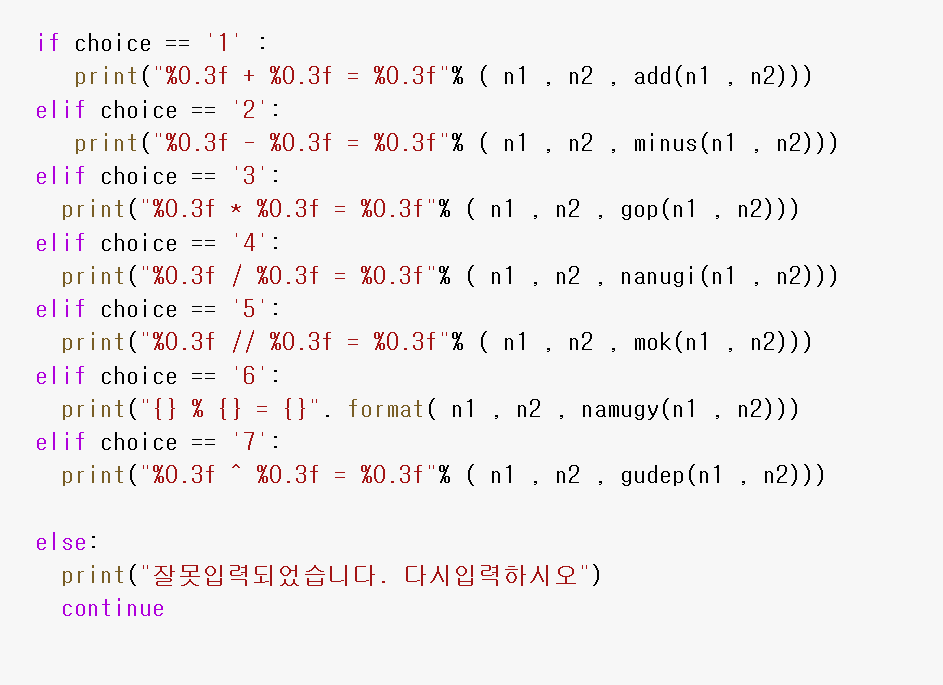 if choice == '1' :
   print("%0.3f + %0.3f = %0.3f"% ( n1 , n2 , add(n1 , n2)))
elif choice == '2':
   print("%0.3f - %0.3f = %0.3f"% ( n1 , n2 , minus(n1 , n2)))
elif choice == '3':
  print("%0.3f * %0.3f = %0.3f"% ( n1 , n2 , gop(n1 , n2)))
elif choice == '4':
  print("%0.3f / %0.3f = %0.3f"% ( n1 , n2 , nanugi(n1 , n2)))
elif choice == '5':
  print("%0.3f // %0.3f = %0.3f"% ( n1 , n2 , mok(n1 , n2)))
elif choice == '6':
  print("{} % {} = {}". format( n1 , n2 , namugy(n1 , n2)))
elif choice == '7':
  print("%0.3f ^ %0.3f = %0.3f"% ( n1 , n2 , gudep(n1 , n2)))
else:
  print("잘못입력되었습니다. 다시입력하시오")
  continue